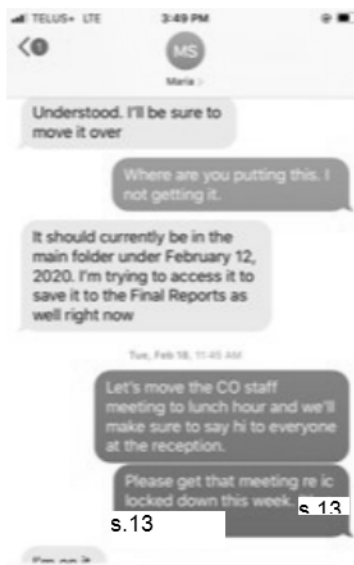 TELUS+ LTE 3:49 PM
1
MS
Maria >
Understood. I'll be sure to
move it over
Where are you putting this. I
not getting it.
It should currently be in the
main folder under February 12,
2020. I'm trying to access it to
save it to the Final Reports as
well right now
Tue, Feb 18, 11:45 AM
Let's move the CO staff
meeting to lunch hour and we'll
make sure to say hi to everyone
at the reception.
Please get that meeting re ic
locked down this week.
s.13
s.13
I'm on it